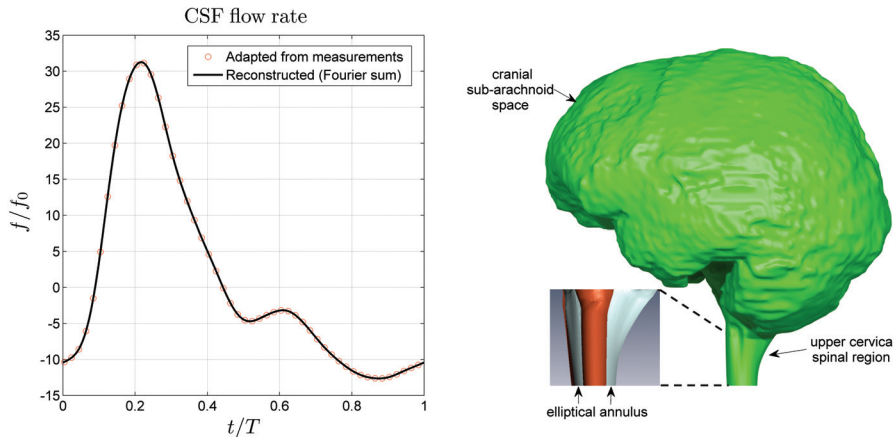 CSF flow rate
Adapted from measurements
Reconstructed (Fourier sum)
35
30
25
20
15
10
5
0
-5
-10
-15
f/f₀
0
0.2
0.4
0.6
0.8
1
t/T
cranial
sub-arachnoid
space
upper cervica
spinal region
elliptical annulus